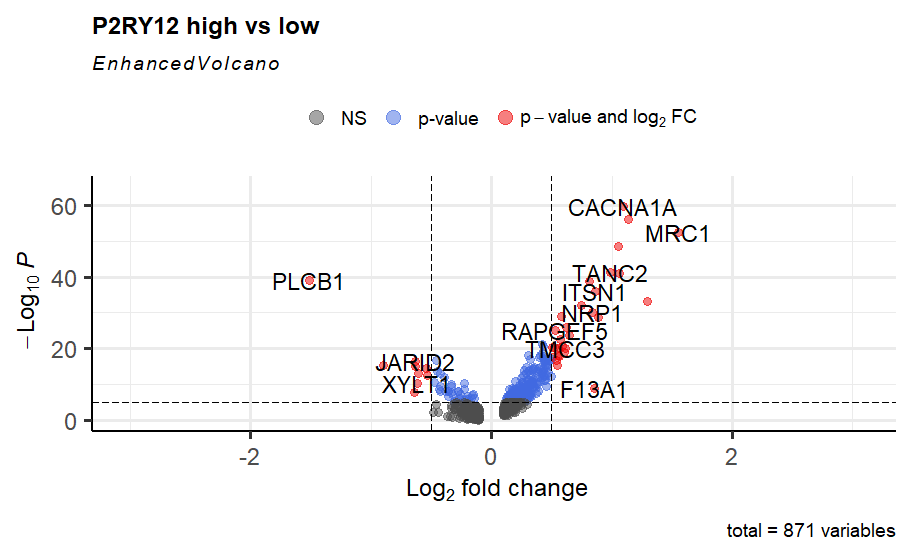 P2RY12 high vs low
EnhancedVolcano
NS p-value p − value and log₂ FC
− Log₁₀ P
60
40
20
0
CACNA1A
MRC1
TANC2
PLCB1
ITSN1
NRP1
RAPGEF5
TMCC3
JARID2
XYLT1
F13A1
-2 0 2
Log₂ fold change
total = 871 variables